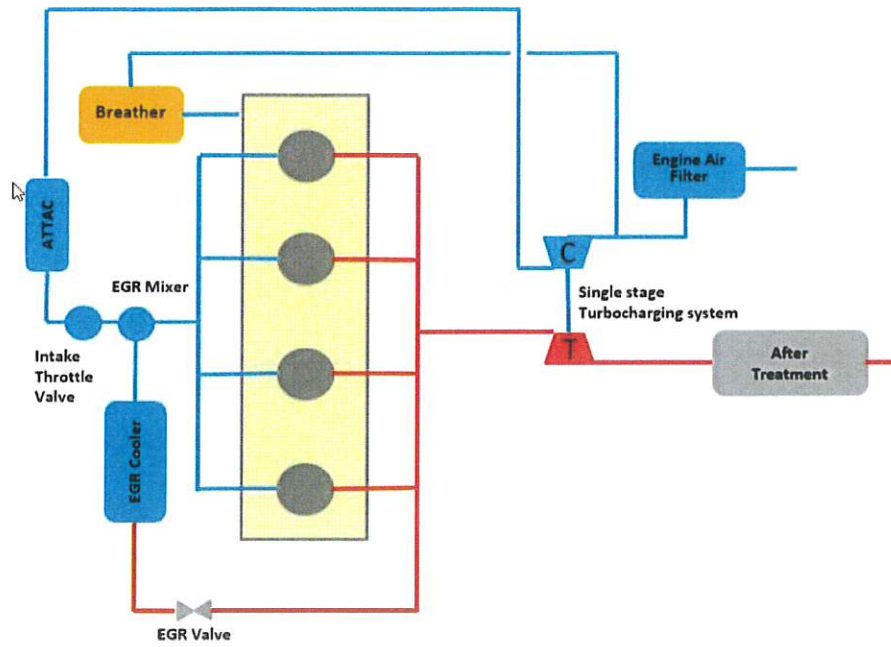 Breather
Engine Air
Filter
ATTAC
C
EGR Mixer
Single stage
Turbocharging system
T
After
Treatment
Intake
Throttle
Valve
EGR Cooler
EGR Valve